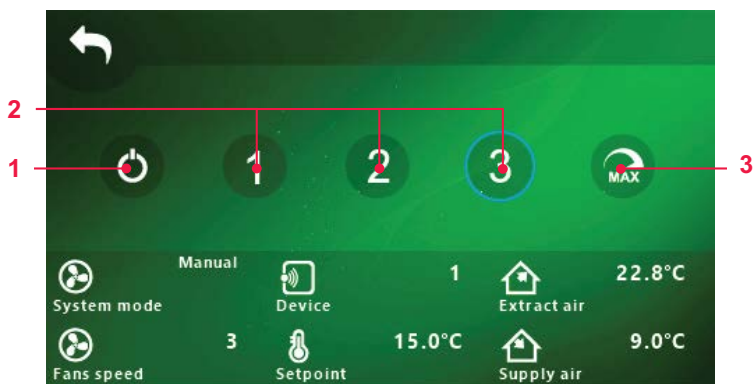 2
1
1 2 3 MAX
3
Manual 1 22.8°C
System mode Device Extract air
3 15.0°C 9.0°C
Fans speed Setpoint Supply air